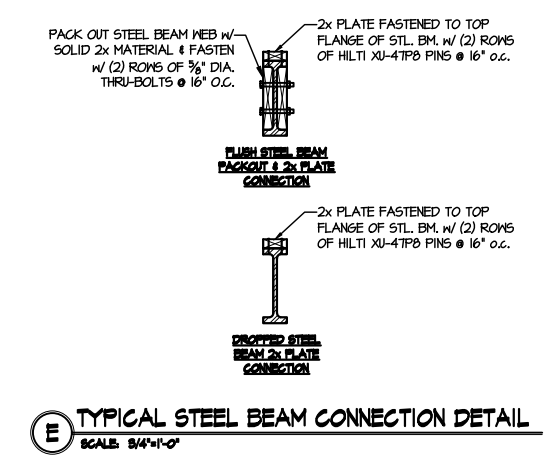 PACK OUT STEEL BEAM WEB W/
SOLID 2x MATERIAL & FASTEN
W/ (2) ROWS OF 5/8" DIA.
THRU-BOLTS @ 16" O.C.
2x PLATE FASTENED TO TOP
FLANGE OF STL. BM. W/ (2) ROWS
OF HILTI XU-47P8 PINS @ 16" o.c.
FLUSH STEEL BEAM
PACKOUT & 2x PLATE
CONNECTION
2x PLATE FASTENED TO TOP
FLANGE OF STL. BM. W/ (2) ROWS
OF HILTI XU-47P8 PINS @ 16" o.c.
DROPPED STEEL
BEAM 2x PLATE
CONNECTION
E
TYPICAL STEEL BEAM CONNECTION DETAIL
SCALE: 3/4"=1'-0"